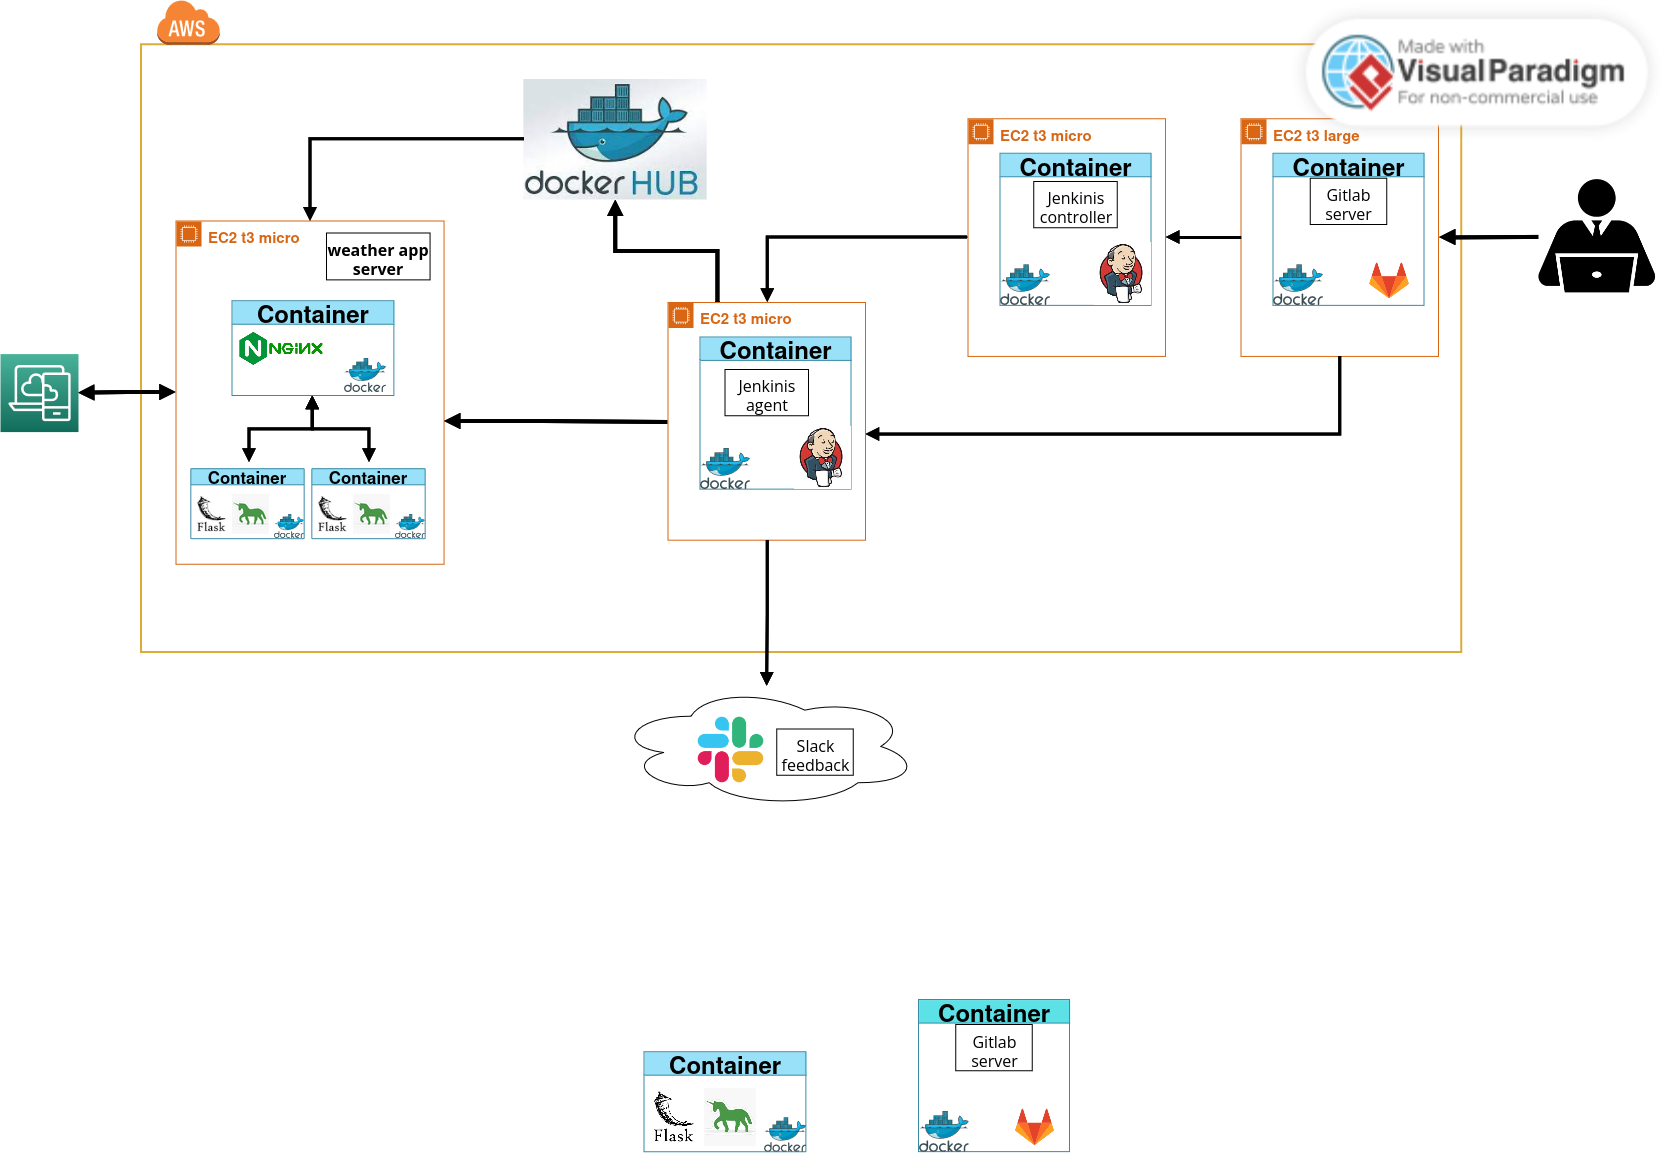 AWS
Made with
Visual Paradigm
For non-commercial use
docker HUB
EC2 t3 micro
Container
Jenkinis
controller
docker
EC2 t3 large
Container
Gitlab
server
docker
EC2 t3 micro
weather app
server
Container
NGiNX
docker
Container
Flask
docker
Container
Flask
docker
EC2 t3 micro
Container
Jenkinis
agent
docker
Slack
feedback
Container
Flask
docker
Container
Gitlab
server
docker